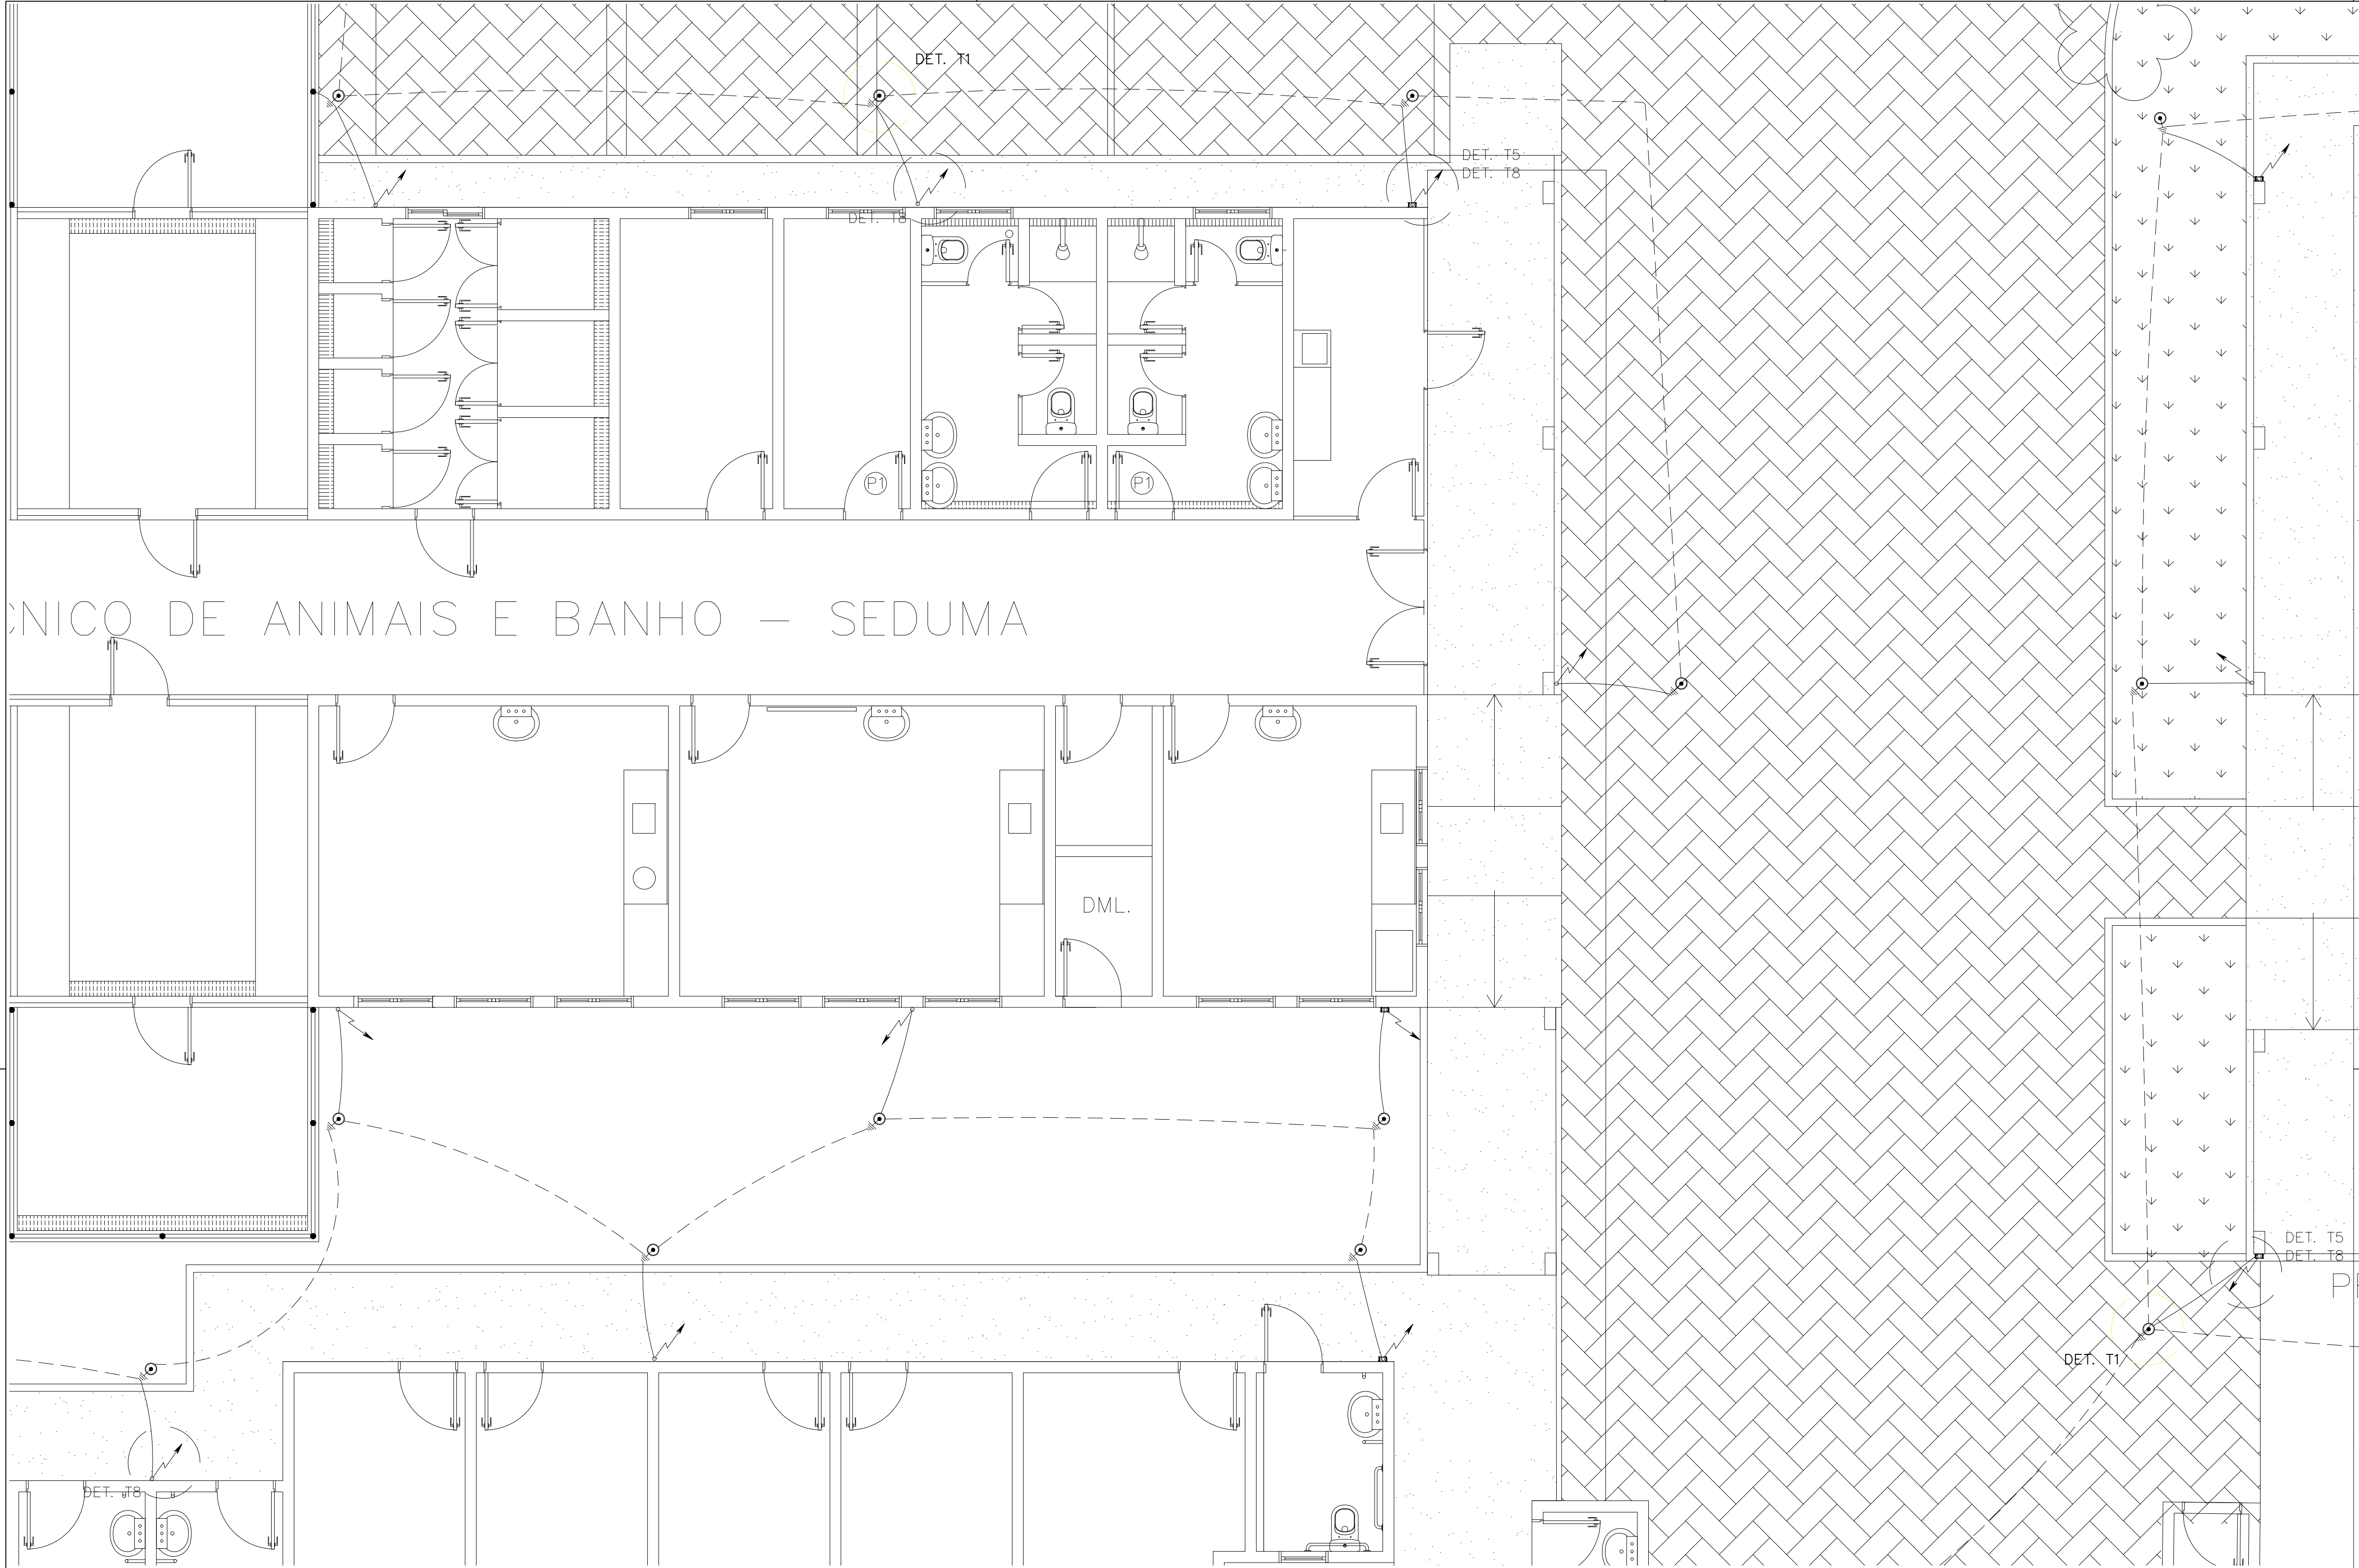 DET. T1
DET. T5
DET. T8
DET. T8
P1
P1
CNICO DE ANIMAIS E BANHO - SEDUMA
DML.
DET. T5
DET. T8
DET. T1
DET. T8